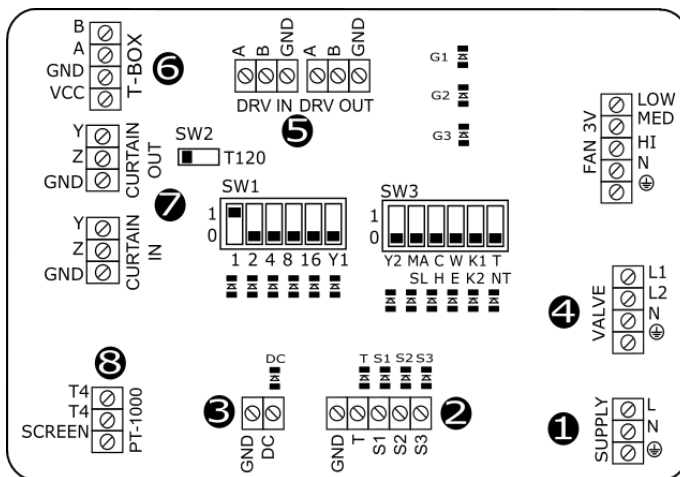 B
A
GND
VCC
T-BOX
6
A
B
GND
A
B
GND
DRV IN
DRV OUT
5
G1
G2
G3
LOW
MED
HI
N
FAN 3V
Y
Z
GND
CURTAIN
OUT
SW2
T120
7
Y
Z
GND
CURTAIN
IN
SW1
1
0
1 2 4 8 16 Y1
SW3
1
0
Y2 MA C W K1 T
SL H E K2 NT
L1
L2
N
VALVE
4
8
T4
T4
SCREEN
PT-1000
DC
3
GND
DC
T S1 S2 S3
2
GND
T
S1
S2
S3
1
SUPPLY
L
N